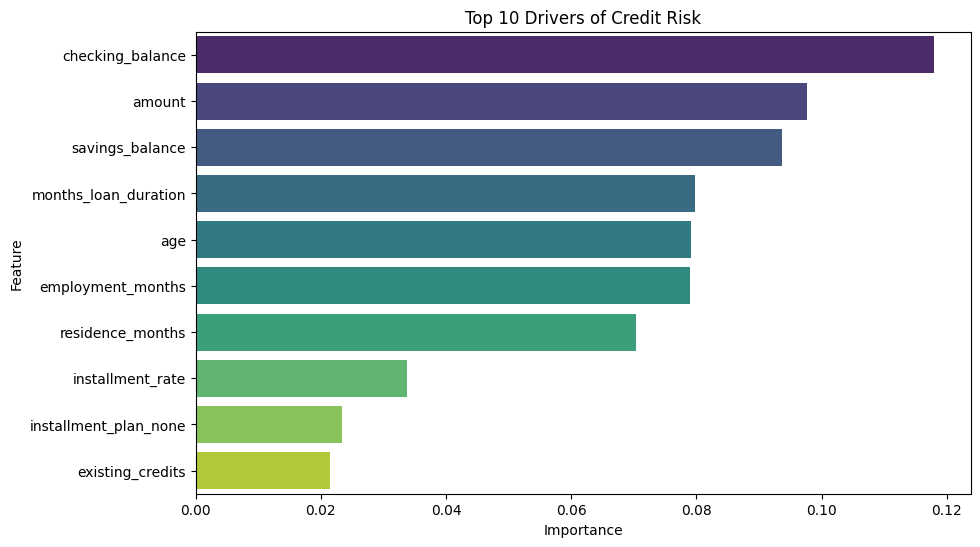 Top 10 Drivers of Credit Risk
Feature
checking_balance
amount
savings_balance
months_loan_duration
age
employment_months
residence_months
installment_rate
installment_plan_none
existing_credits
0.00 0.02 0.04 0.06 0.08 0.10 0.12
Importance